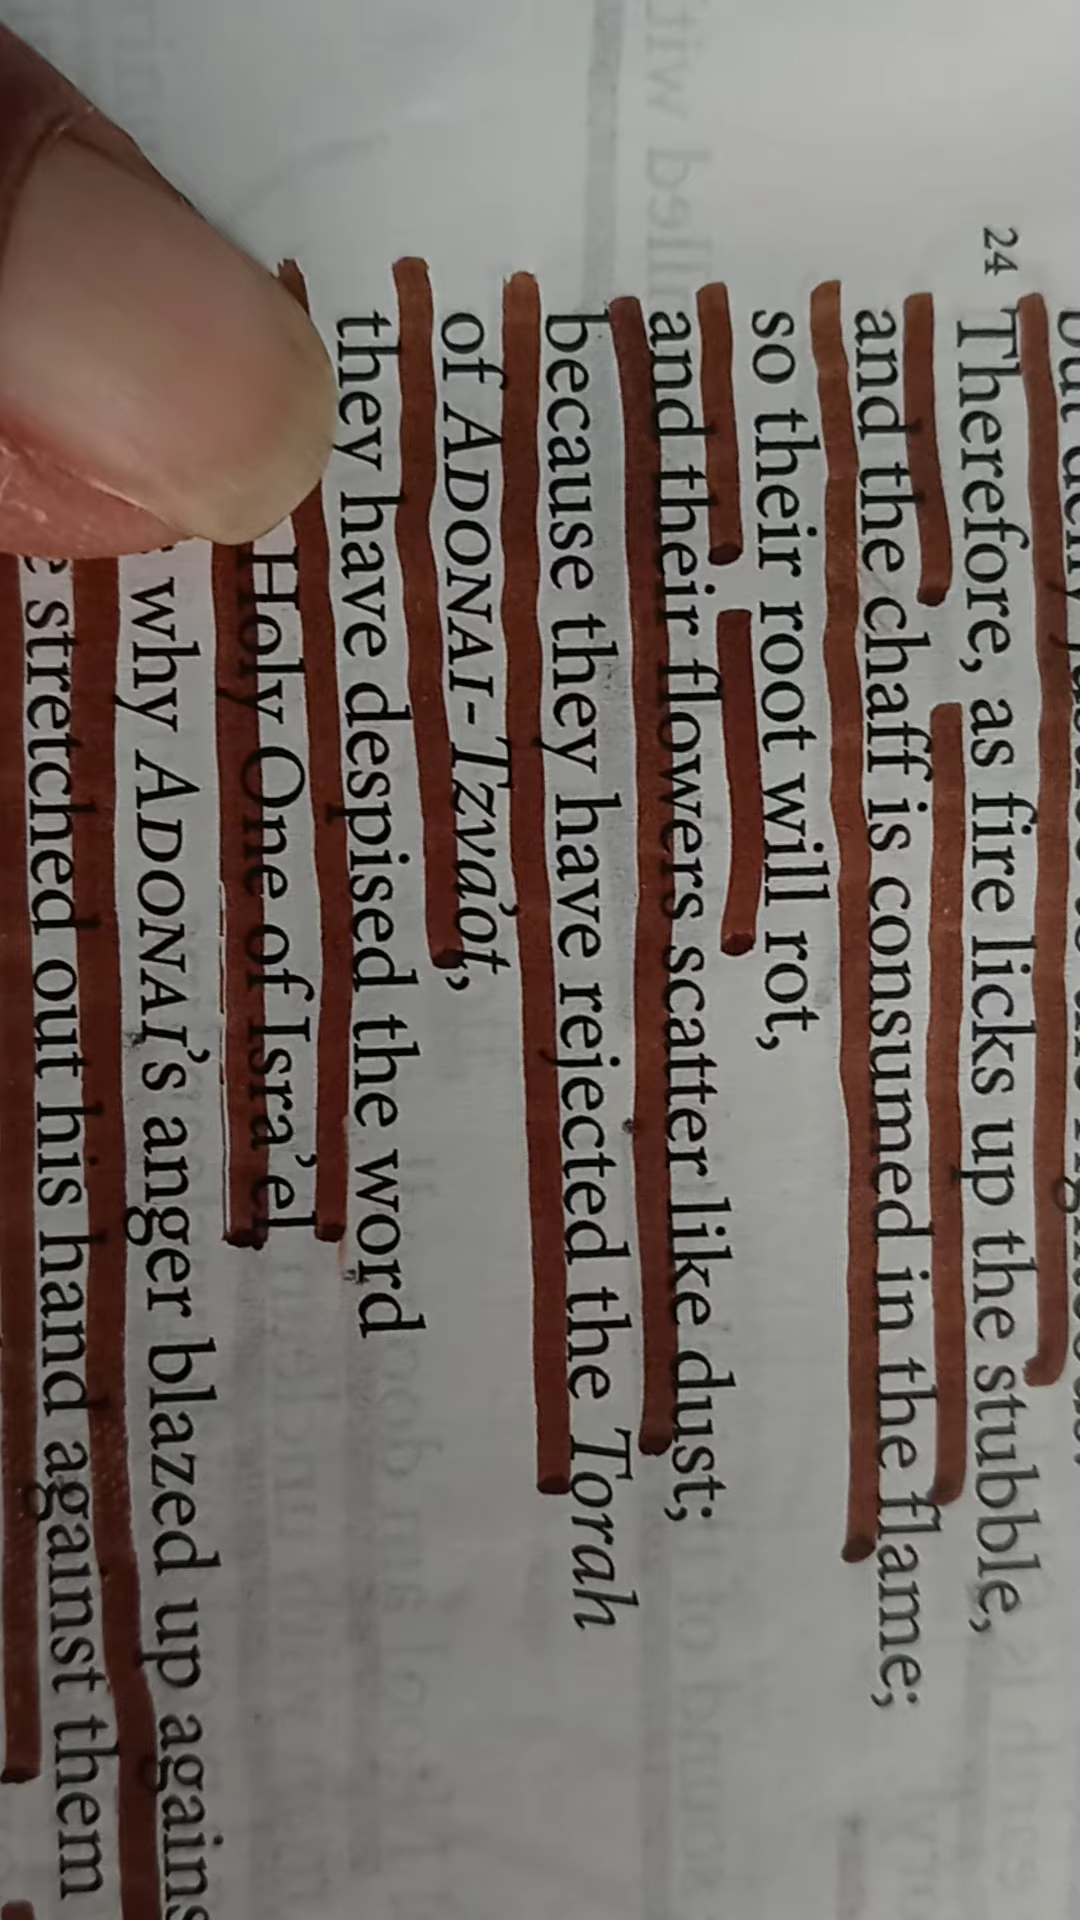 24 Therefore, as fire licks up the stubble,
and the chaff is consumed in the flame;
so their root will rot,
and their flowers scatter like dust;
because they have rejected the Torah
of ADONAI-Tzva'ot,
they have despised the word
Holy One of Isra'el
why ADONAI's anger blazed up agains
stretched out his hand against them